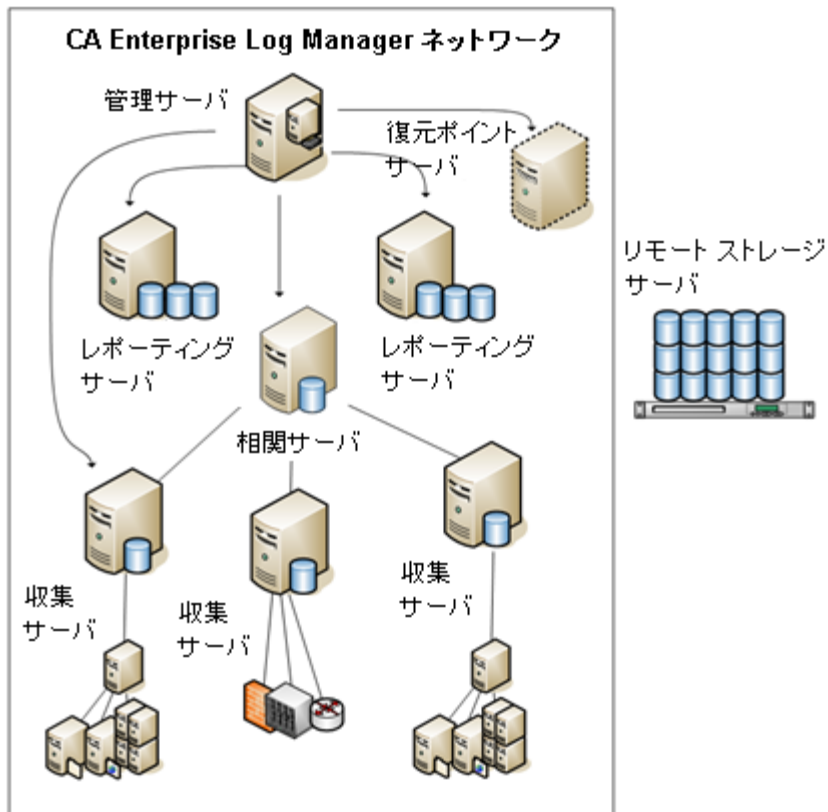 CA Enterprise Log Manager ネットワーク
管理サーバ
復元ポイント
サーバ
リモート ストレージ
サーバ
レポーティング
サーバ
レポーティング
サーバ
相関サーバ
収集
サーバ
収集
サーバ
収集
サーバ